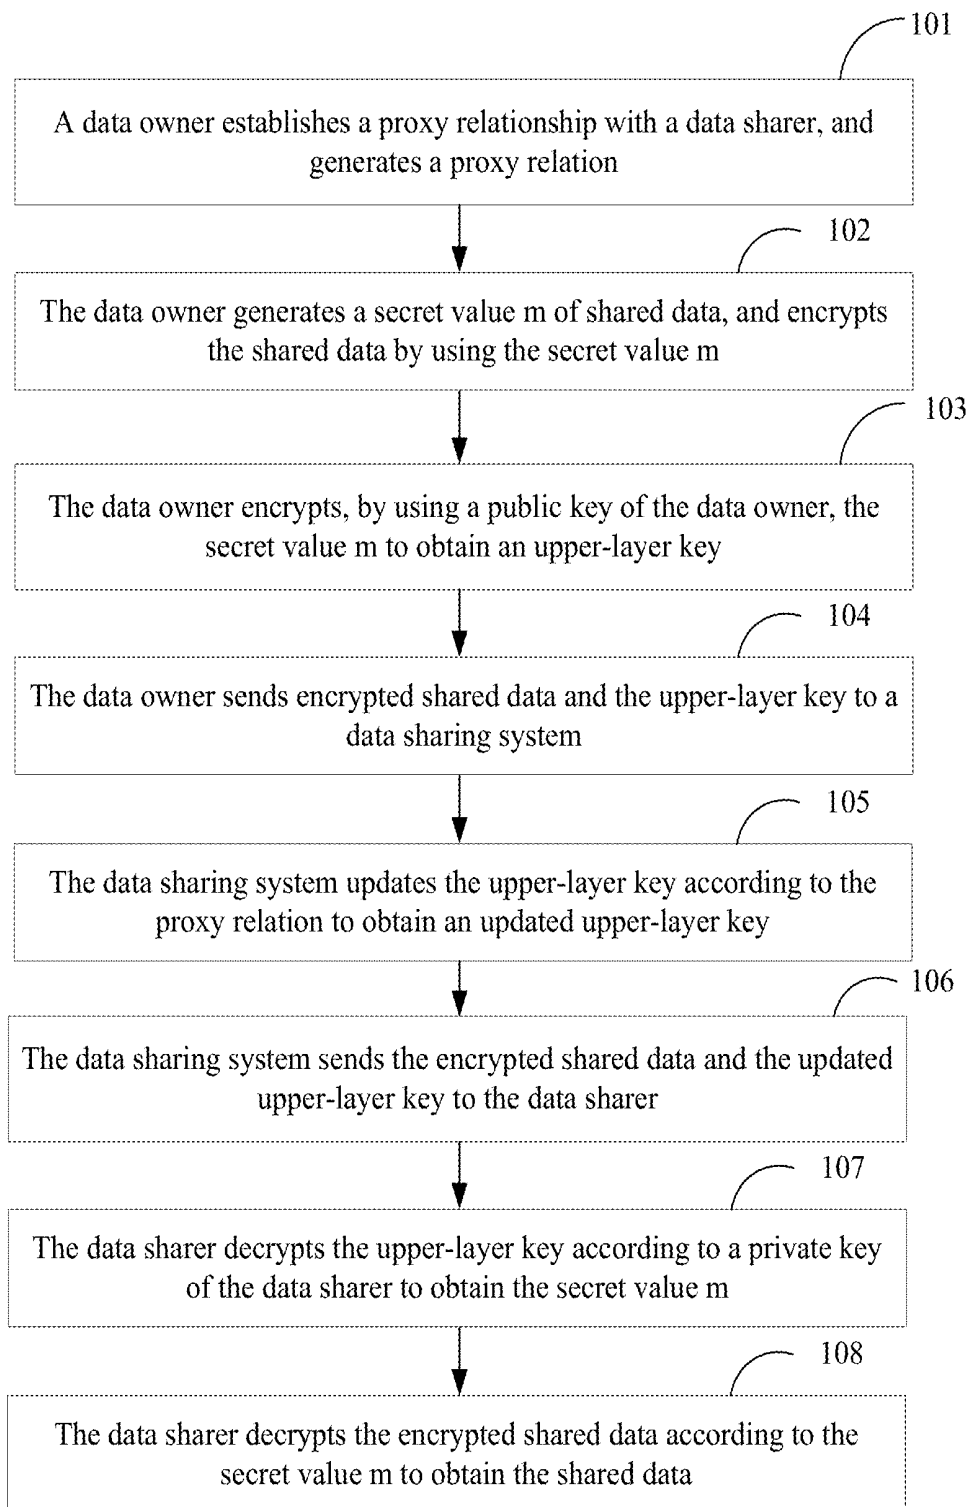 101
A data owner establishes a proxy relationship with a data sharer, and
generates a proxy relation
102
The data owner generates a secret value m of shared data, and encrypts
the shared data by using the secret value m
103
The data owner encrypts, by using a public key of the data owner, the
secret value m to obtain an upper-layer key
104
The data owner sends encrypted shared data and the upper-layer key to a
data sharing system
105
The data sharing system updates the upper-layer key according to the
proxy relation to obtain an updated upper-layer key
106
The data sharing system sends the encrypted shared data and the updated
upper-layer key to the data sharer
107
The data sharer decrypts the upper-layer key according to a private key
of the data sharer to obtain the secret value m
108
The data sharer decrypts the encrypted shared data according to the
secret value m to obtain the shared data